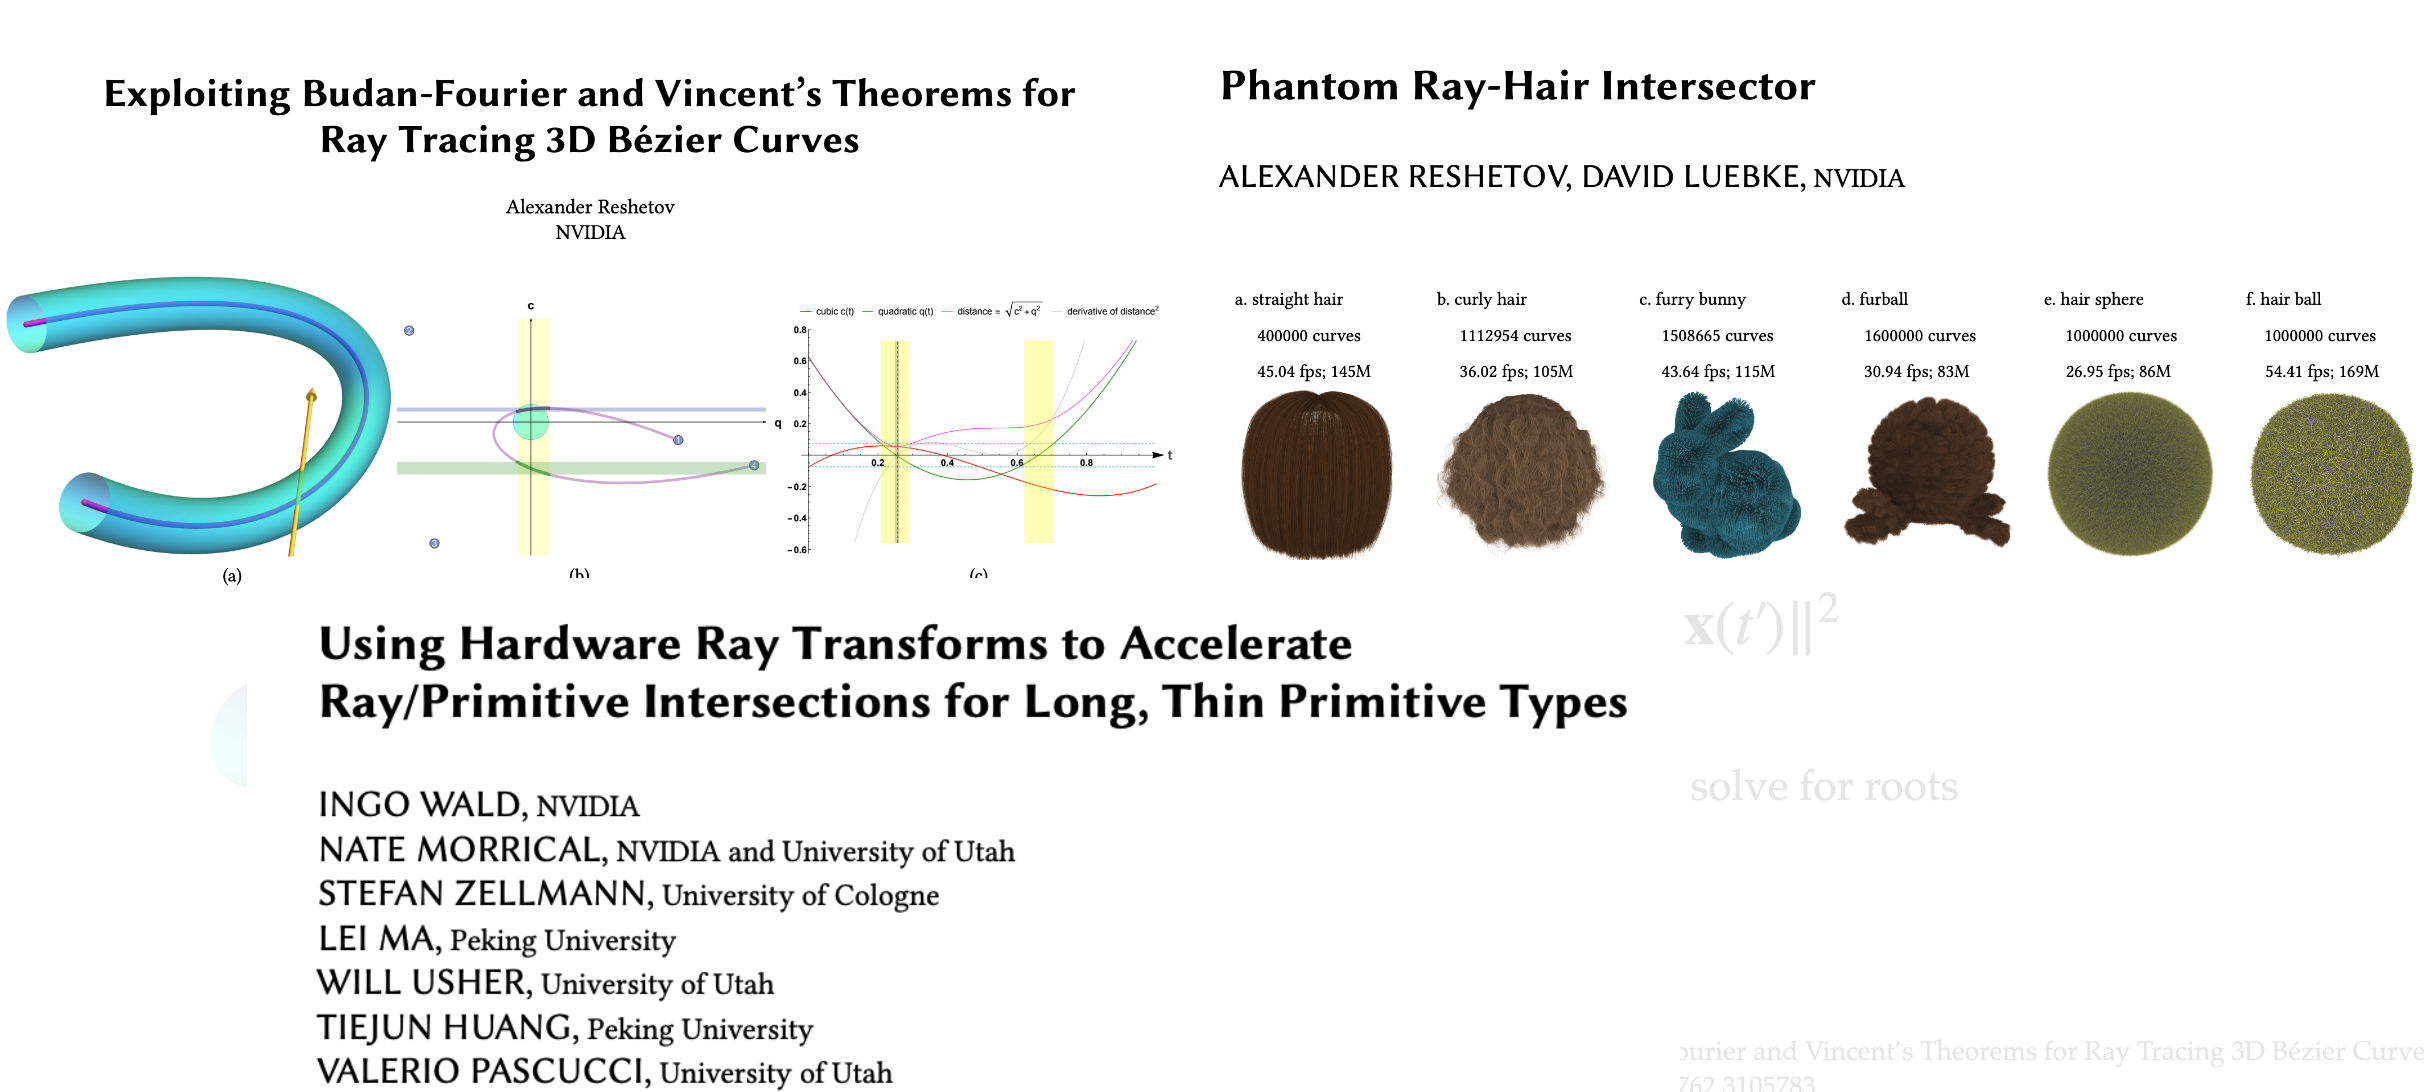 Exploiting Budan-Fourier and Vincent's Theorems for
Ray Tracing 3D Bézier Curves
Alexander Reshetov
NVIDIA
c
q
2
1
4
3
cubic c(t) quadratic q(t) distance = √c²+q² derivative of distance²
0.8
0.6
0.4
0.2
-0.2
-0.4
-0.6
0.2 0.4 0.6 0.8 t
(a) (b) (c)
Phantom Ray-Hair Intersector
ALEXANDER RESHETOV, DAVID LUEBKE, NVIDIA
a. straight hair
400000 curves
45.04 fps; 145M
b. curly hair
1112954 curves
36.02 fps; 105M
c. furry bunny
1508665 curves
43.64 fps; 115M
d. furball
1600000 curves
30.94 fps; 83M
e. hair sphere
1000000 curves
26.95 fps; 86M
f. hair ball
1000000 curves
54.41 fps; 169M
Using Hardware Ray Transforms to Accelerate
Ray/Primitive Intersections for Long, Thin Primitive Types
INGO WALD, NVIDIA
NATE MORRICAL, NVIDIA and University of Utah
STEFAN ZELLMANN, University of Cologne
LEI MA, Peking University
WILL USHER, University of Utah
TIEJUN HUANG, Peking University
VALERIO PASCUCCI, University of Utah
x(t′)‖²
solve for roots
ourier and Vincent's Theorems for Ray Tracing 3D Bézier Curve
762.3105783